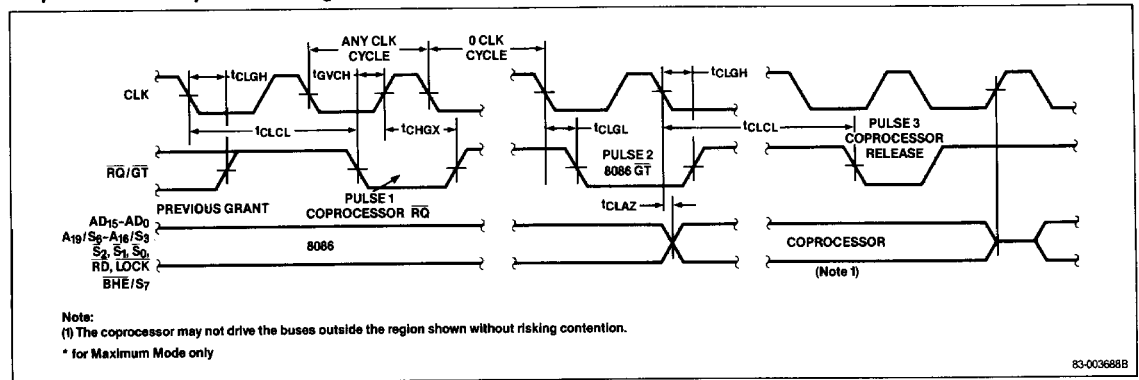 ANY CLK
CYCLE
0 CLK
CYCLE
tCLGH
tGVCH
tCLGH
CLK
tCLCL
tCHGX
tCLGL
tCLCL
PULSE 3
COPROCESSOR
RELEASE
RQ/GT
PULSE 2
8086 GT
PREVIOUS GRANT
PULSE 1
COPROCESSOR RQ
tCLAZ
AD15-AD0
A19/S6-A16/S3
S2, S1, S0,
RD, LOCK
BHE/S7
8086
COPROCESSOR
(Note 1)
Note:
(1) The coprocessor may not drive the buses outside the region shown without risking contention.
* for Maximum Mode only
83-003688B